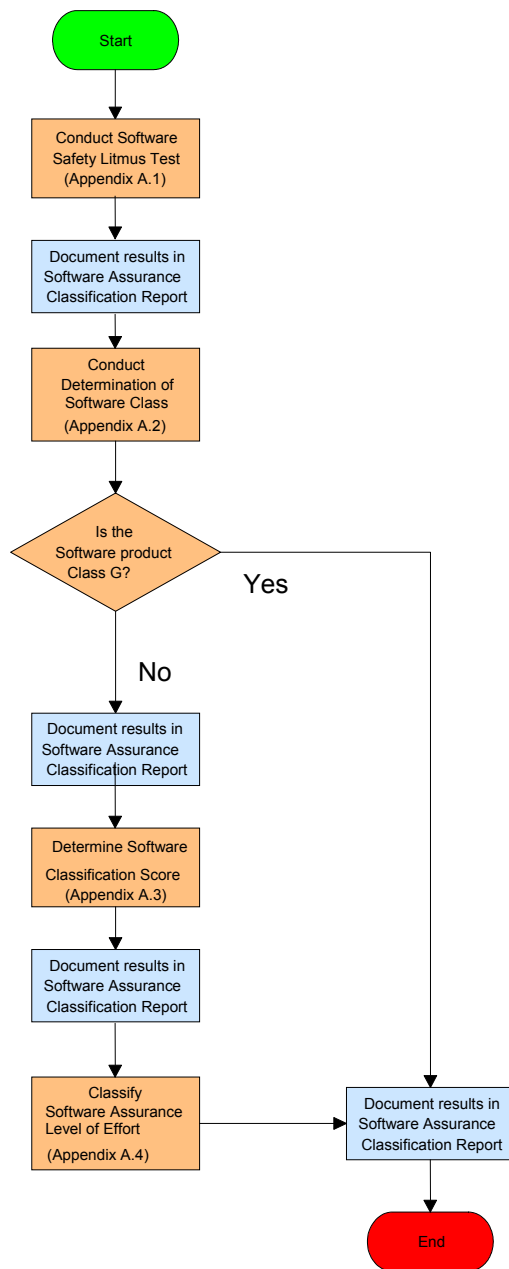 Start
Conduct Software
Safety Litmus Test
(Appendix A.1)
Document results in
Software Assurance
Classification Report
Conduct
Determination of
Software Class
(Appendix A.2)
Is the
Software product
Class G?
Yes
No
Document results in
Software Assurance
Classification Report
Determine Software
Classification Score
(Appendix A.3)
Document results in
Software Assurance
Classification Report
Classify
Software Assurance
Level of Effort
(Appendix A.4)
Document results in
Software Assurance
Classification Report
End